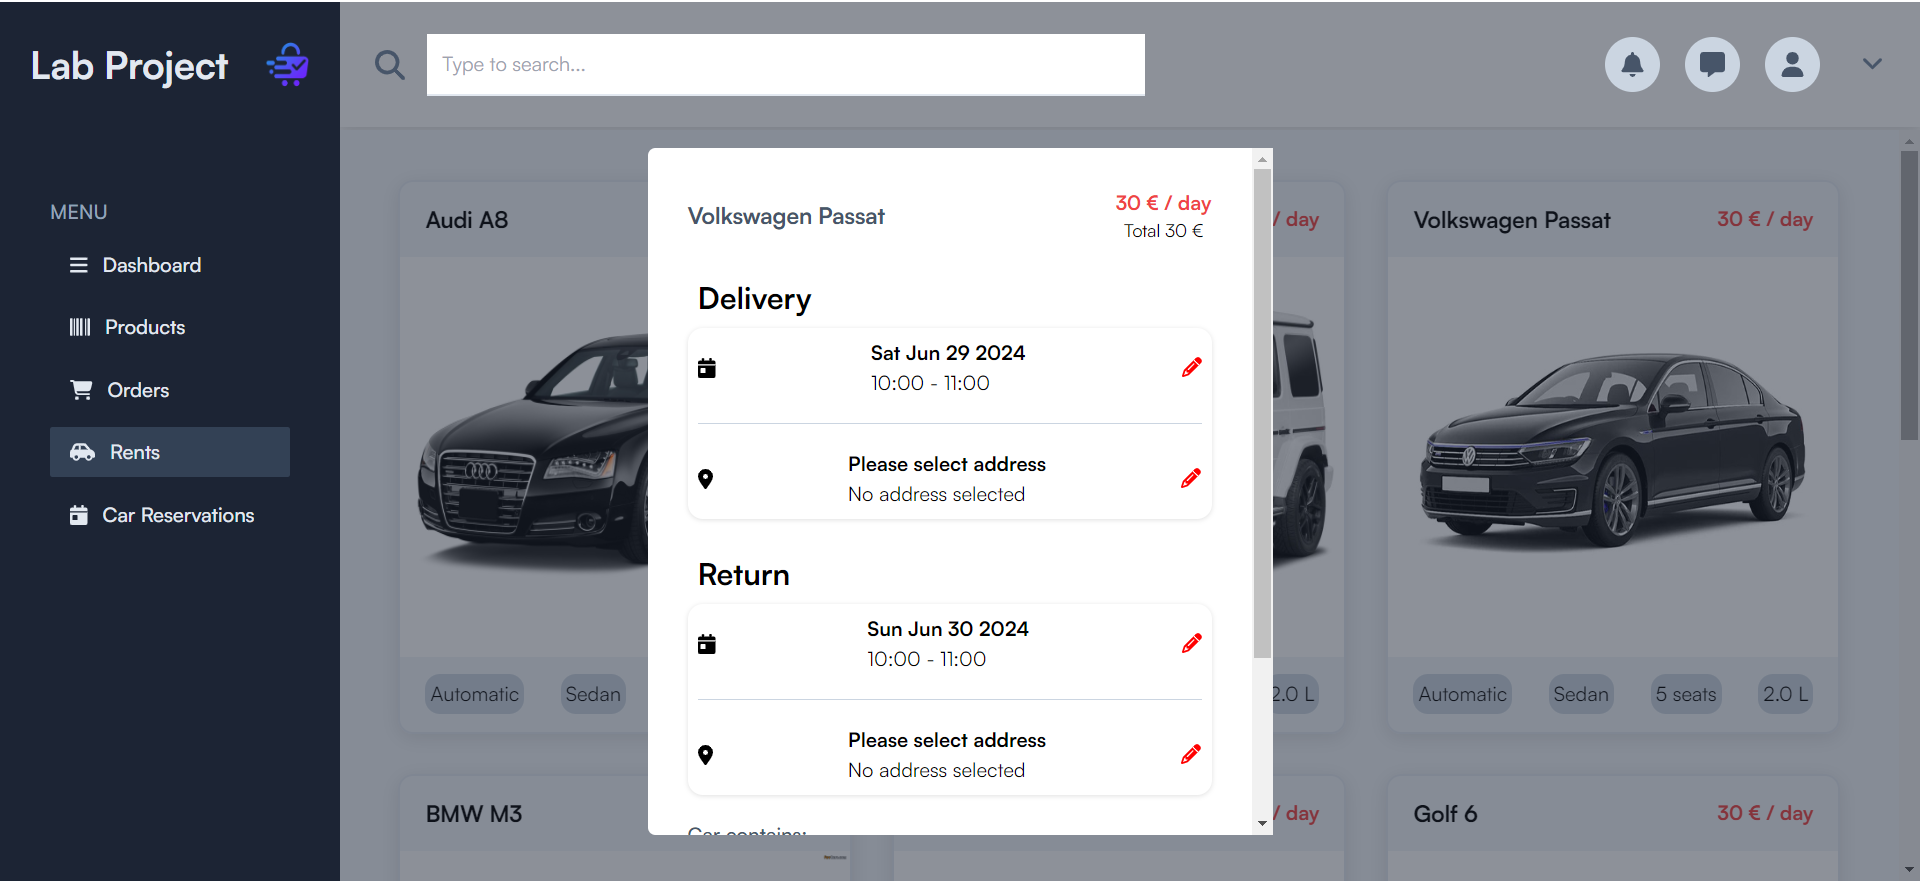 Lab Project
Type to search...
MENU
Dashboard
Products
Orders
Rents
Car Reservations
Audi A8
Automatic
Sedan
/ day
2.0 L
Volkswagen Passat
30 € / day
Automatic
Sedan
5 seats
2.0 L
BMW M3
/ day
Golf 6
30 € / day
Volkswagen Passat
30 € / day
Total 30 €
Delivery
Sat Jun 29 2024
10:00 - 11:00
Please select address
No address selected
Return
Sun Jun 30 2024
10:00 - 11:00
Please select address
No address selected
Car contains: